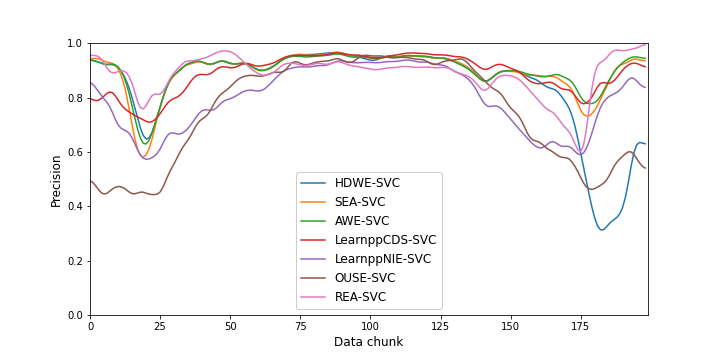 1.0
0.8
0.6
0.4
0.2
0.0
Precision
0 25 50 75 100 125 150 175
Data chunk
HDWE-SVC
SEA-SVC
AWE-SVC
LearnppCDS-SVC
LearnppNIE-SVC
OUSE-SVC
REA-SVC